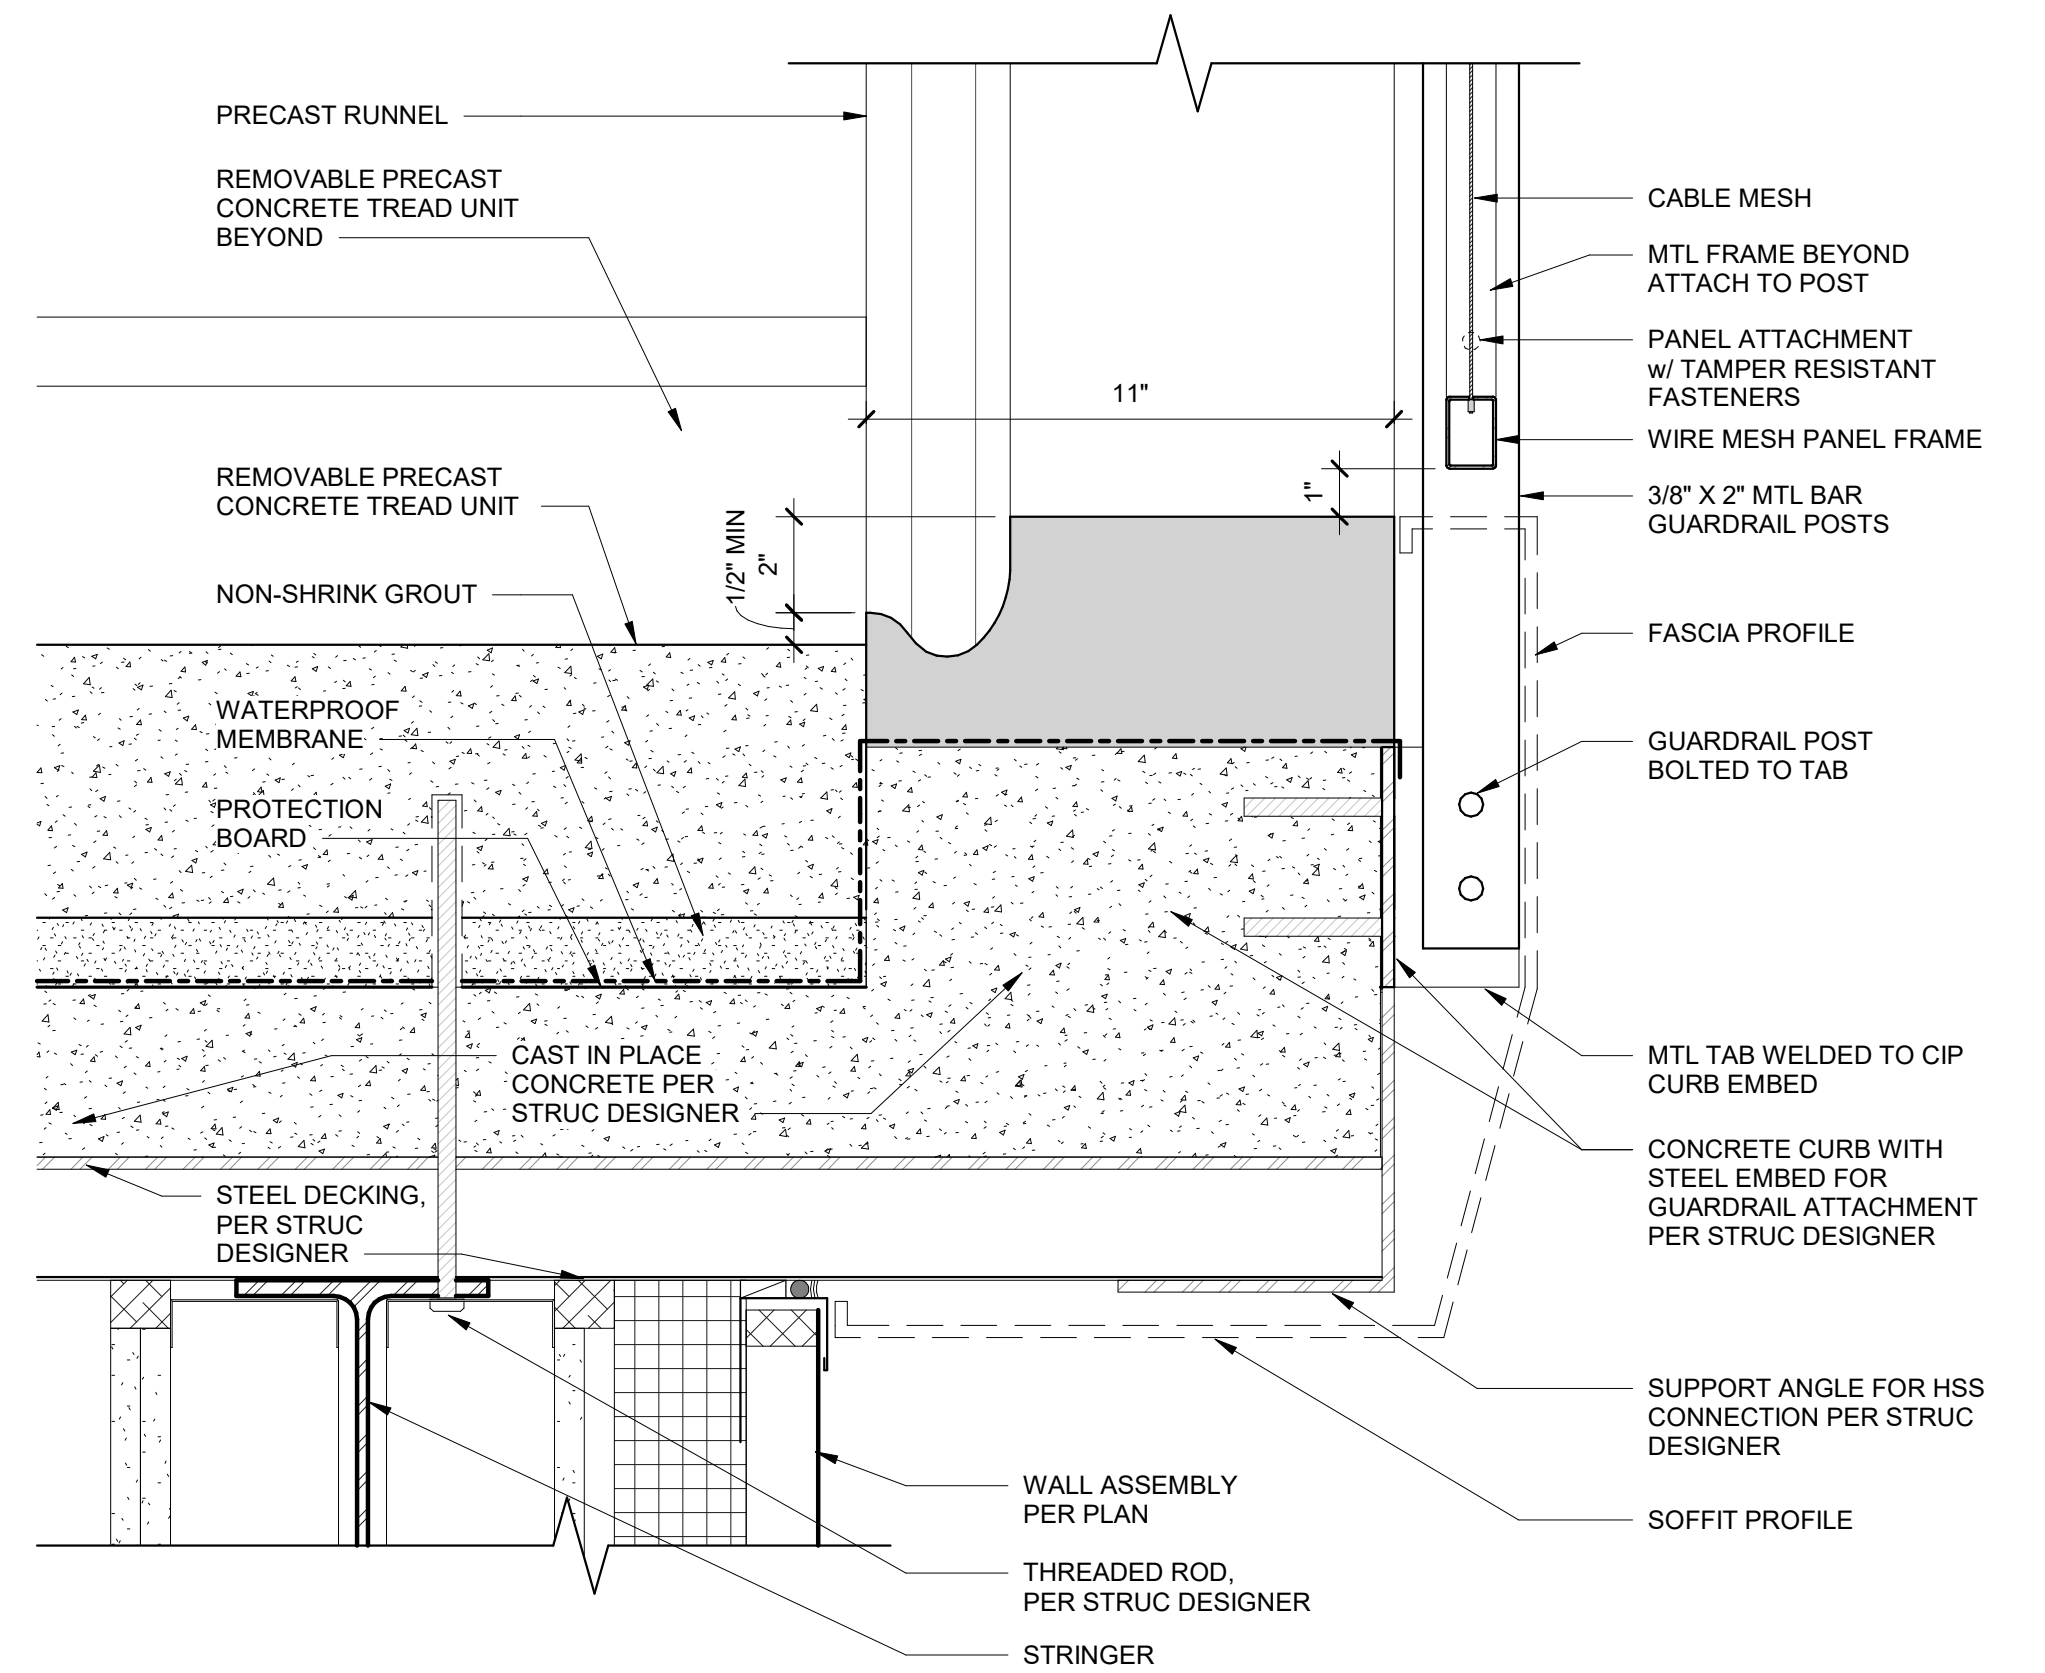 PRECAST RUNNEL
REMOVABLE PRECAST
CONCRETE TREAD UNIT
BEYOND
REMOVABLE PRECAST
CONCRETE TREAD UNIT
NON-SHRINK GROUT
WATERPROOF
MEMBRANE
PROTECTION
BOARD
CAST IN PLACE
CONCRETE PER
STRUC DESIGNER
STEEL DECKING,
PER STRUC
DESIGNER
11"
1"
1/2" MIN
2"
CABLE MESH
MTL FRAME BEYOND
ATTACH TO POST
PANEL ATTACHMENT
w/ TAMPER RESISTANT
FASTENERS
WIRE MESH PANEL FRAME
3/8" X 2" MTL BAR
GUARDRAIL POSTS
FASCIA PROFILE
GUARDRAIL POST
BOLTED TO TAB
MTL TAB WELDED TO CIP
CURB EMBED
CONCRETE CURB WITH
STEEL EMBED FOR
GUARDRAIL ATTACHMENT
PER STRUC DESIGNER
SUPPORT ANGLE FOR HSS
CONNECTION PER STRUC
DESIGNER
SOFFIT PROFILE
WALL ASSEMBLY
PER PLAN
THREADED ROD,
PER STRUC DESIGNER
STRINGER